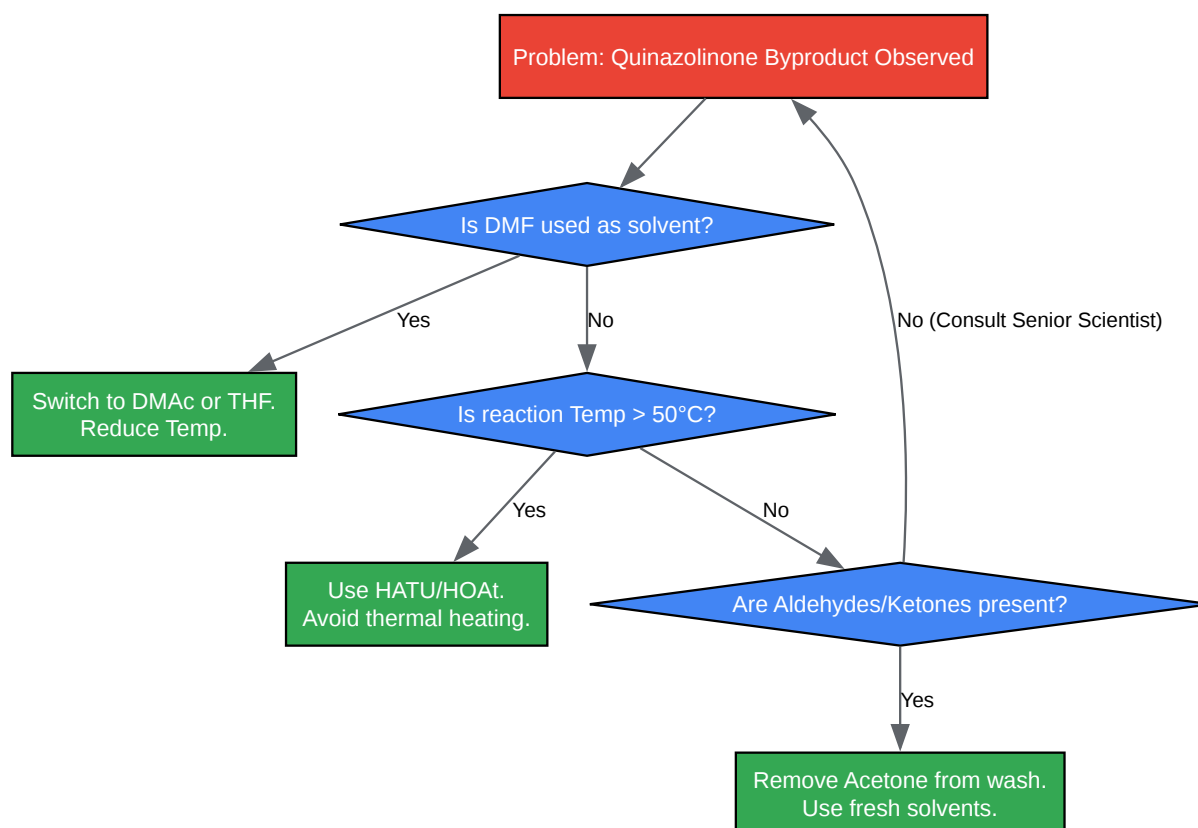 Problem: Quinazolinone Byproduct Observed
Is DMF used as solvent?
No (Consult Senior Scientist)
Yes
No
Switch to DMAc or THF.
Reduce Temp.
Is reaction Temp > 50°C?
Yes
No
Use HATU/HOAt.
Avoid thermal heating.
Are Aldehydes/Ketones present?
Yes
Remove Acetone from wash.
Use fresh solvents.